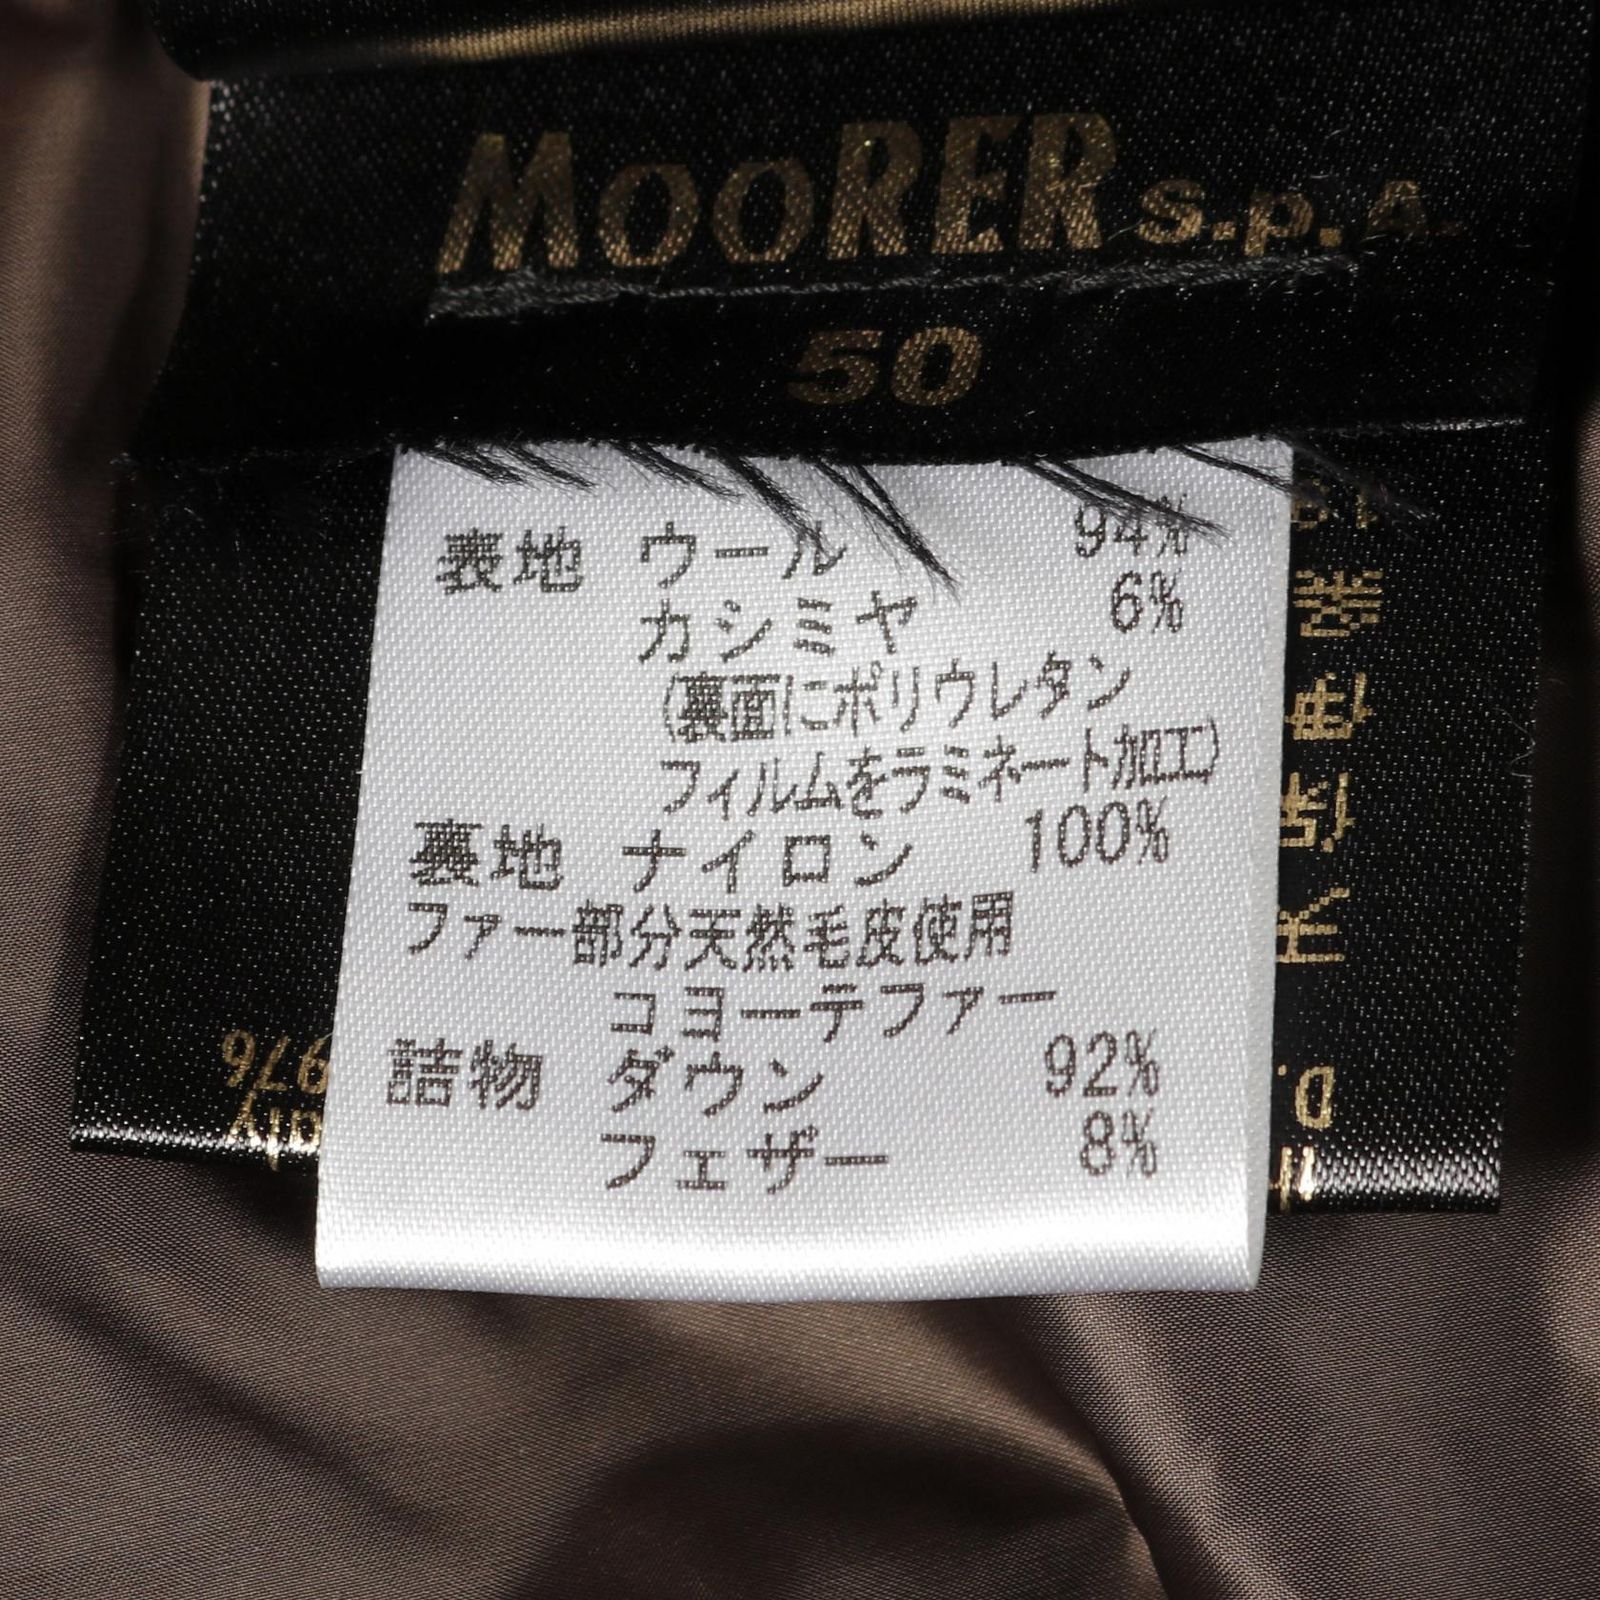 MooRER S.p.A.
50
表地 ウール 94%
カシミヤ 6%
(裏面にポリウレタン
フィルムをラミネート加工)
裏地 ナイロン 100%
ファー部分天然毛皮使用
コヨーテファー
詰物 ダウン 92%
フェザー 8%
976
D.